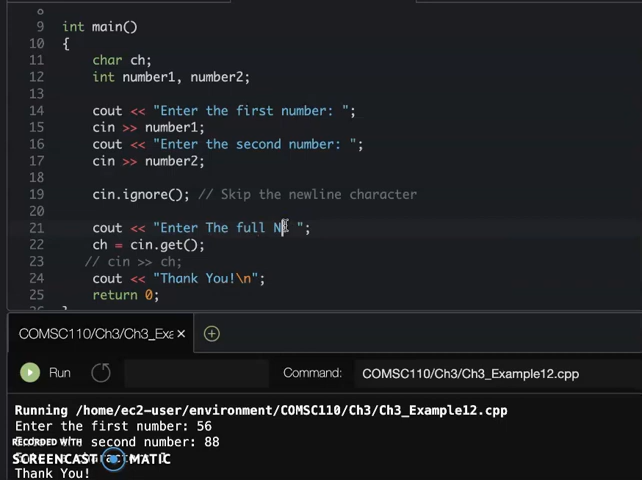 8
9 int main()
10 {
11 char ch;
12 int number1, number2;
13
14 cout << "Enter the first number: ";
15 cin >> number1;
16 cout << "Enter the second number: ";
17 cin >> number2;
18
19 cin.ignore(); // Skip the newline character
20
21 cout << "Enter The full N ";
22 ch = cin.get();
23 // cin >> ch;
24 cout << "Thank You!\n";
25 return 0;
26 }
COMSC110/Ch3/Ch3_Exa ×
Run Command: COMSC110/Ch3/Ch3_Example12.cpp
Running /home/ec2-user/environment/COMSC110/Ch3/Ch3_Example12.cpp
Enter the first number: 56
second number: 88
RECORDED WITH
SCREENCAST MATIC
Thank You!